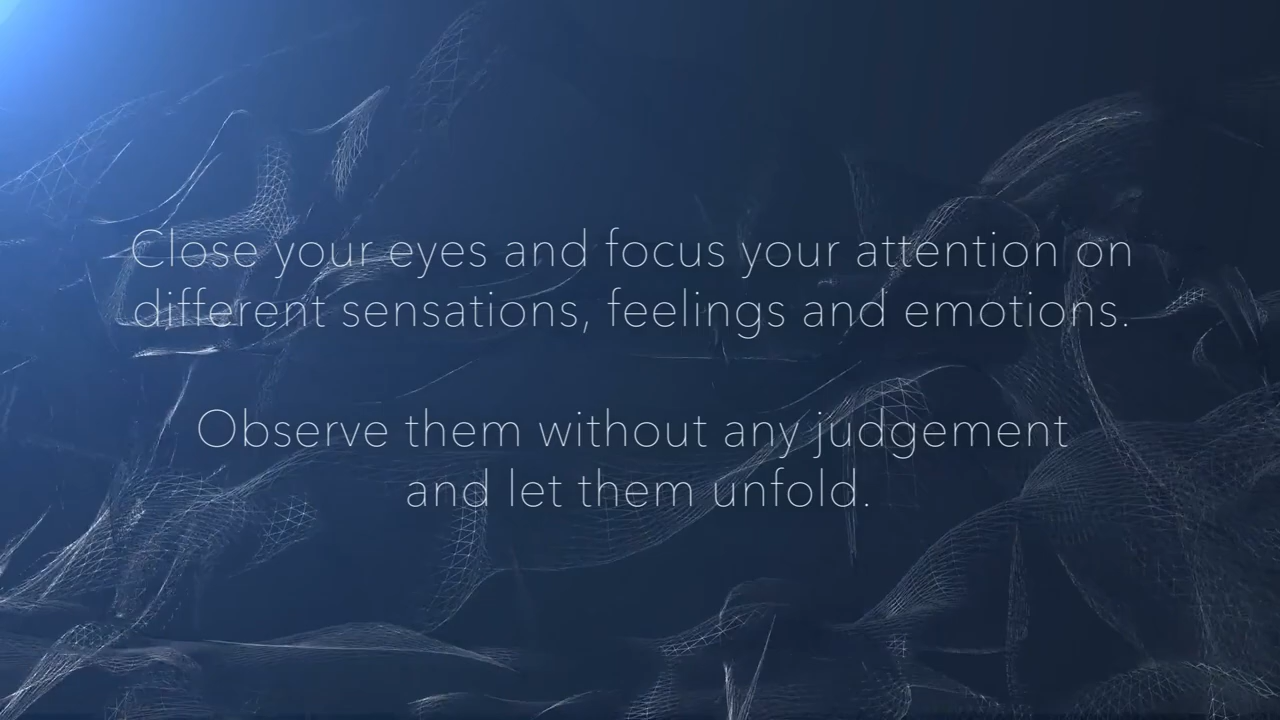 Close your eyes and focus your attention on
different sensations, feelings and emotions.
Observe them without any judgement
and let them unfold.